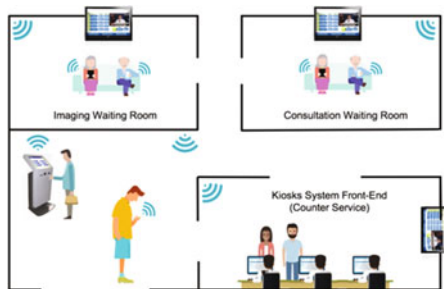 Imaging Waiting Room
Consultation Waiting Room
Kiosks System Front-End
(Counter Service)